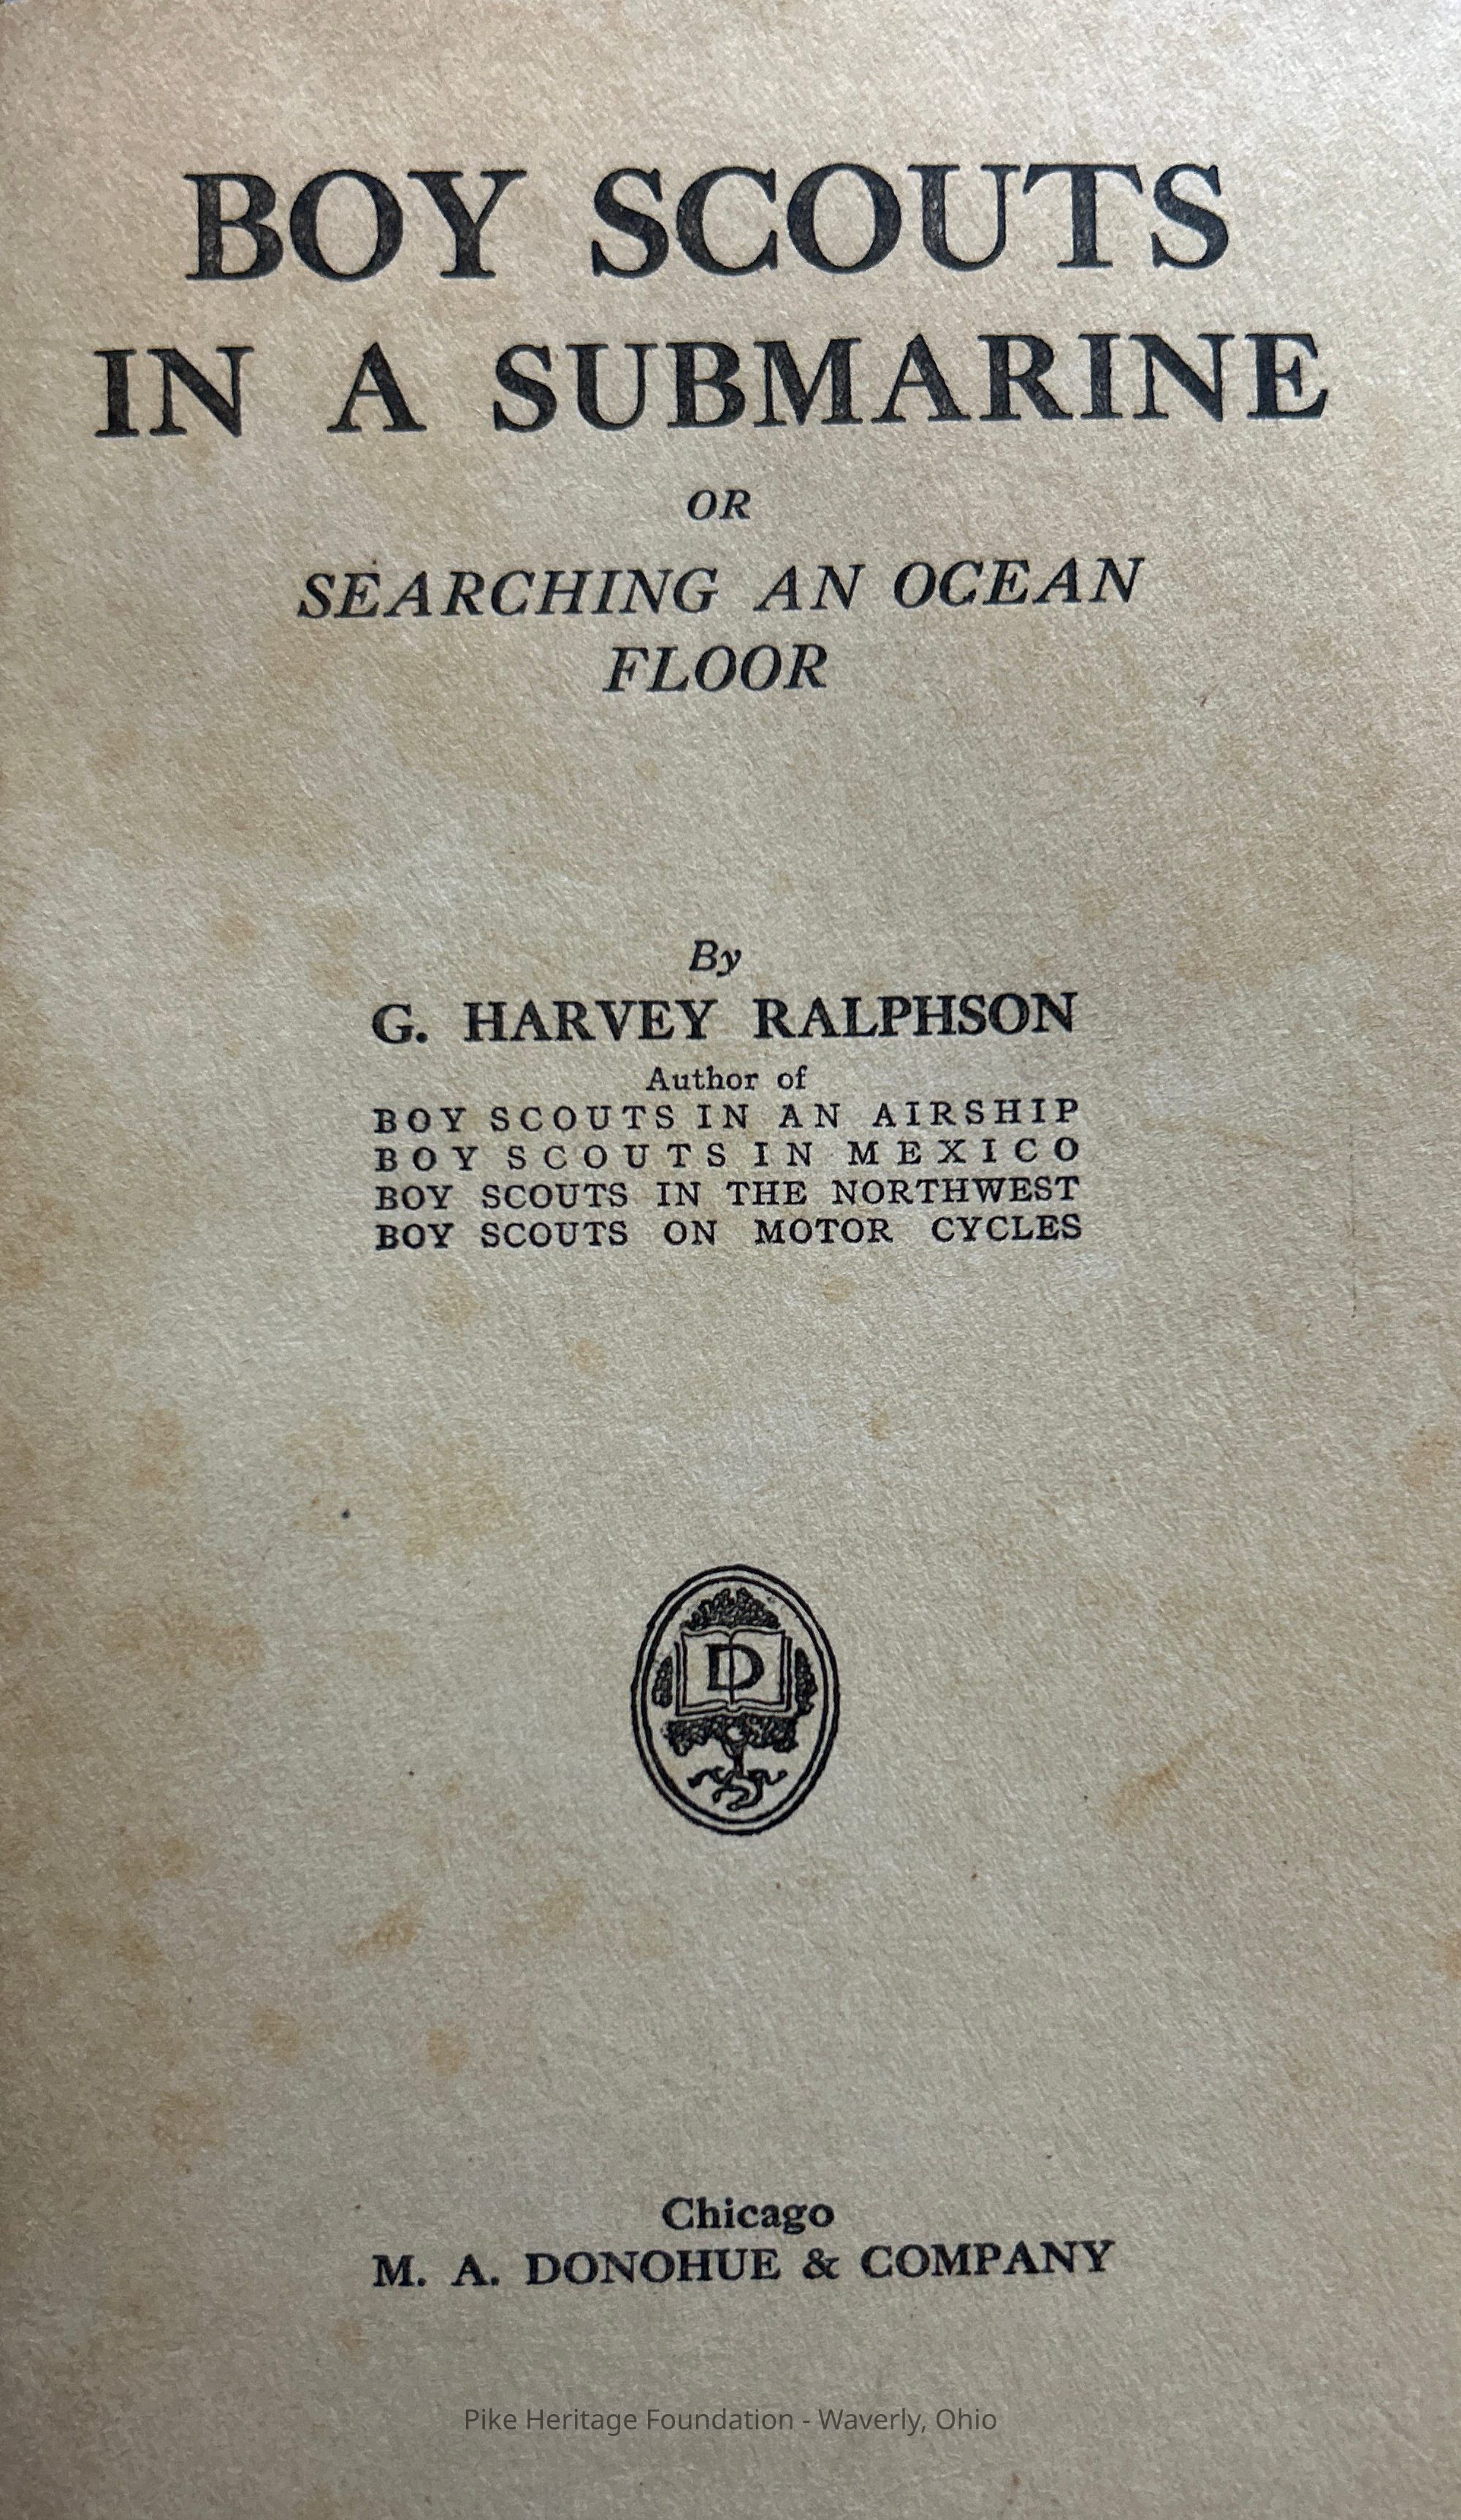 BOY SCOUTS
IN A SUBMARINE
OR
SEARCHING AN OCEAN
FLOOR
By
G. HARVEY RALPHSON
Author of
BOY SCOUTS IN AN AIRSHIP
BOY SCOUTS IN MEXICO
BOY SCOUTS IN THE NORTHWEST
BOY SCOUTS ON MOTOR CYCLES
D
Chicago
M. A. DONOHUE & COMPANY
Pike Heritage Foundation - Waverly, Ohio